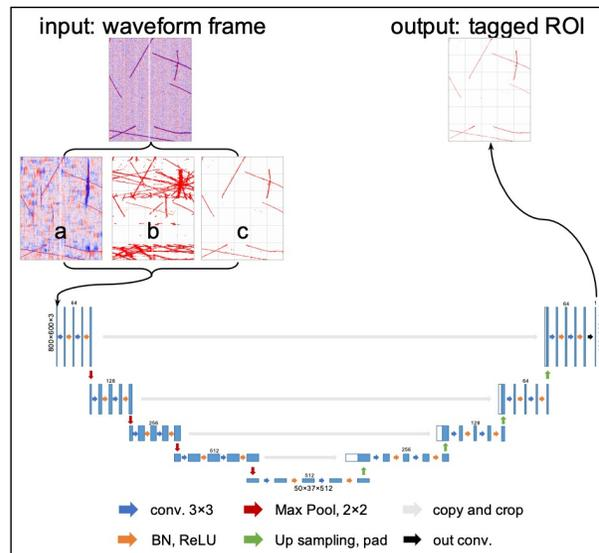 input: waveform frame
output: tagged ROI
a
b
c
64
64
1
800×600×3
128
64
256
128
512
256
512
50×37×512
conv. 3×3
Max Pool, 2×2
copy and crop
BN, ReLU
Up sampling, pad
out conv.